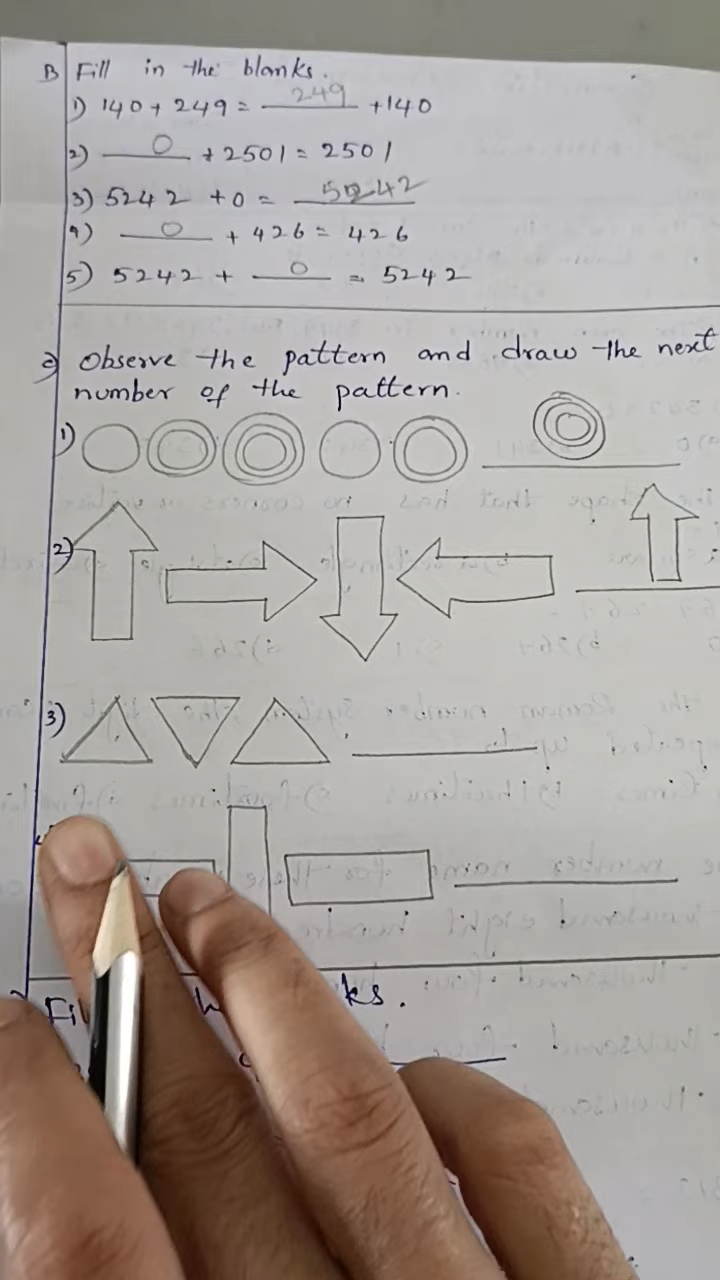 B Fill in the blanks.
1) 140 + 249 = 249 + 140
2) 0 + 2501 = 2501
3) 5242 + 0 = 5242
4) 0 + 426 = 426
5) 5242 + 0 = 5242
c) Observe the pattern and draw the next
number of the pattern.
1)
2)
3)
ks.